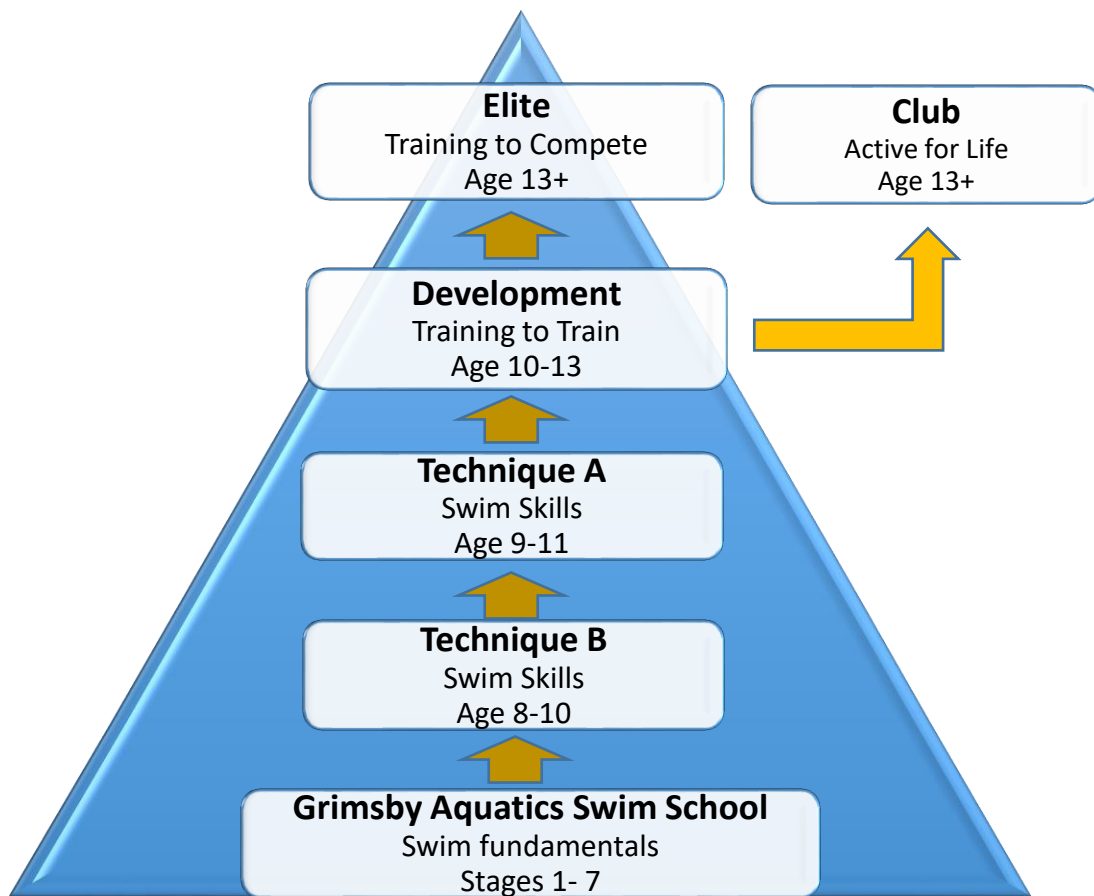 Elite
Training to Compete
Age 13+
Club
Active for Life
Age 13+
Development
Training to Train
Age 10-13
Technique A
Swim Skills
Age 9-11
Technique B
Swim Skills
Age 8-10
Grimsby Aquatics Swim School
Swim fundamentals
Stages 1- 7